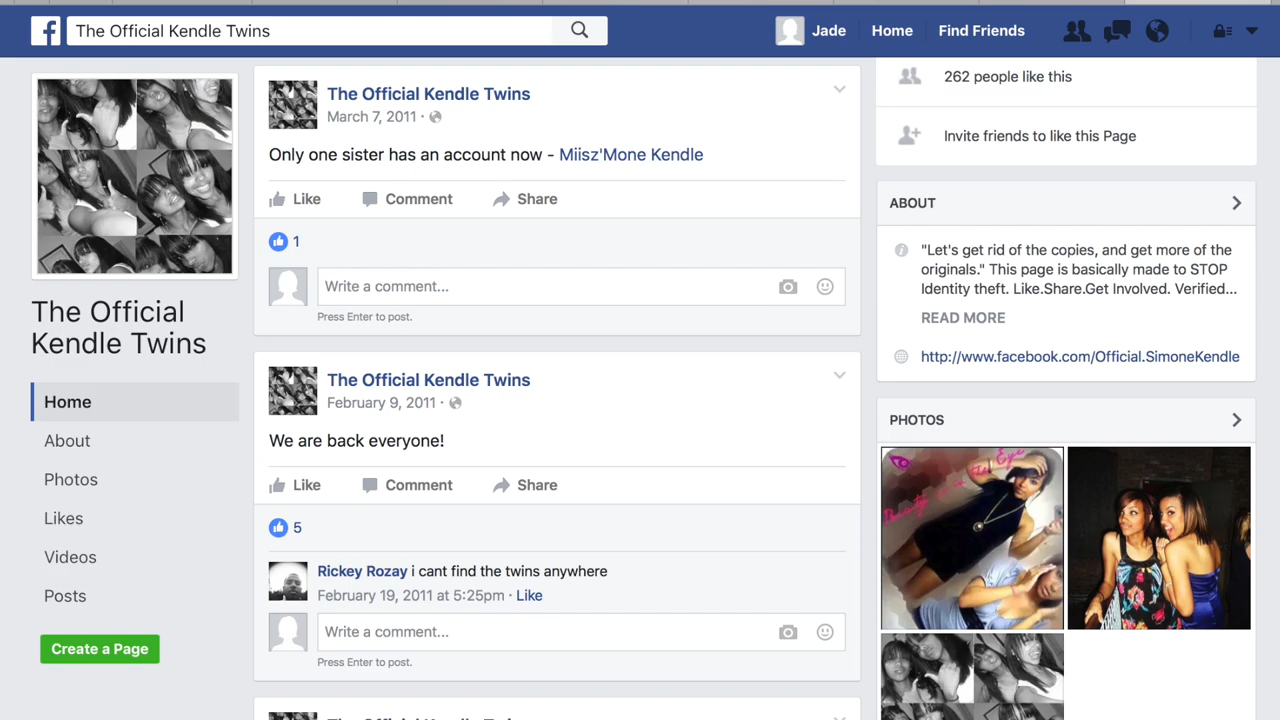 The Official Kendle Twins
Jade
Home
Find Friends
The Official
Kendle Twins
Home
About
Photos
Likes
Videos
Posts
Create a Page
The Official Kendle Twins
March 7, 2011 ·
Only one sister has an account now - Miisz'Mone Kendle
Like Comment Share
1
Write a comment...
Press Enter to post.
The Official Kendle Twins
February 9, 2011 ·
We are back everyone!
Like Comment Share
5
Rickey Rozay i cant find the twins anywhere
February 19, 2011 at 5:25pm · Like
Write a comment...
Press Enter to post.
262 people like this
Invite friends to like this Page
ABOUT
"Let's get rid of the copies, and get more of the
originals." This page is basically made to STOP
Identity theft. Like.Share.Get Involved. Verified...
READ MORE
http://www.facebook.com/Official.SimoneKendle
PHOTOS